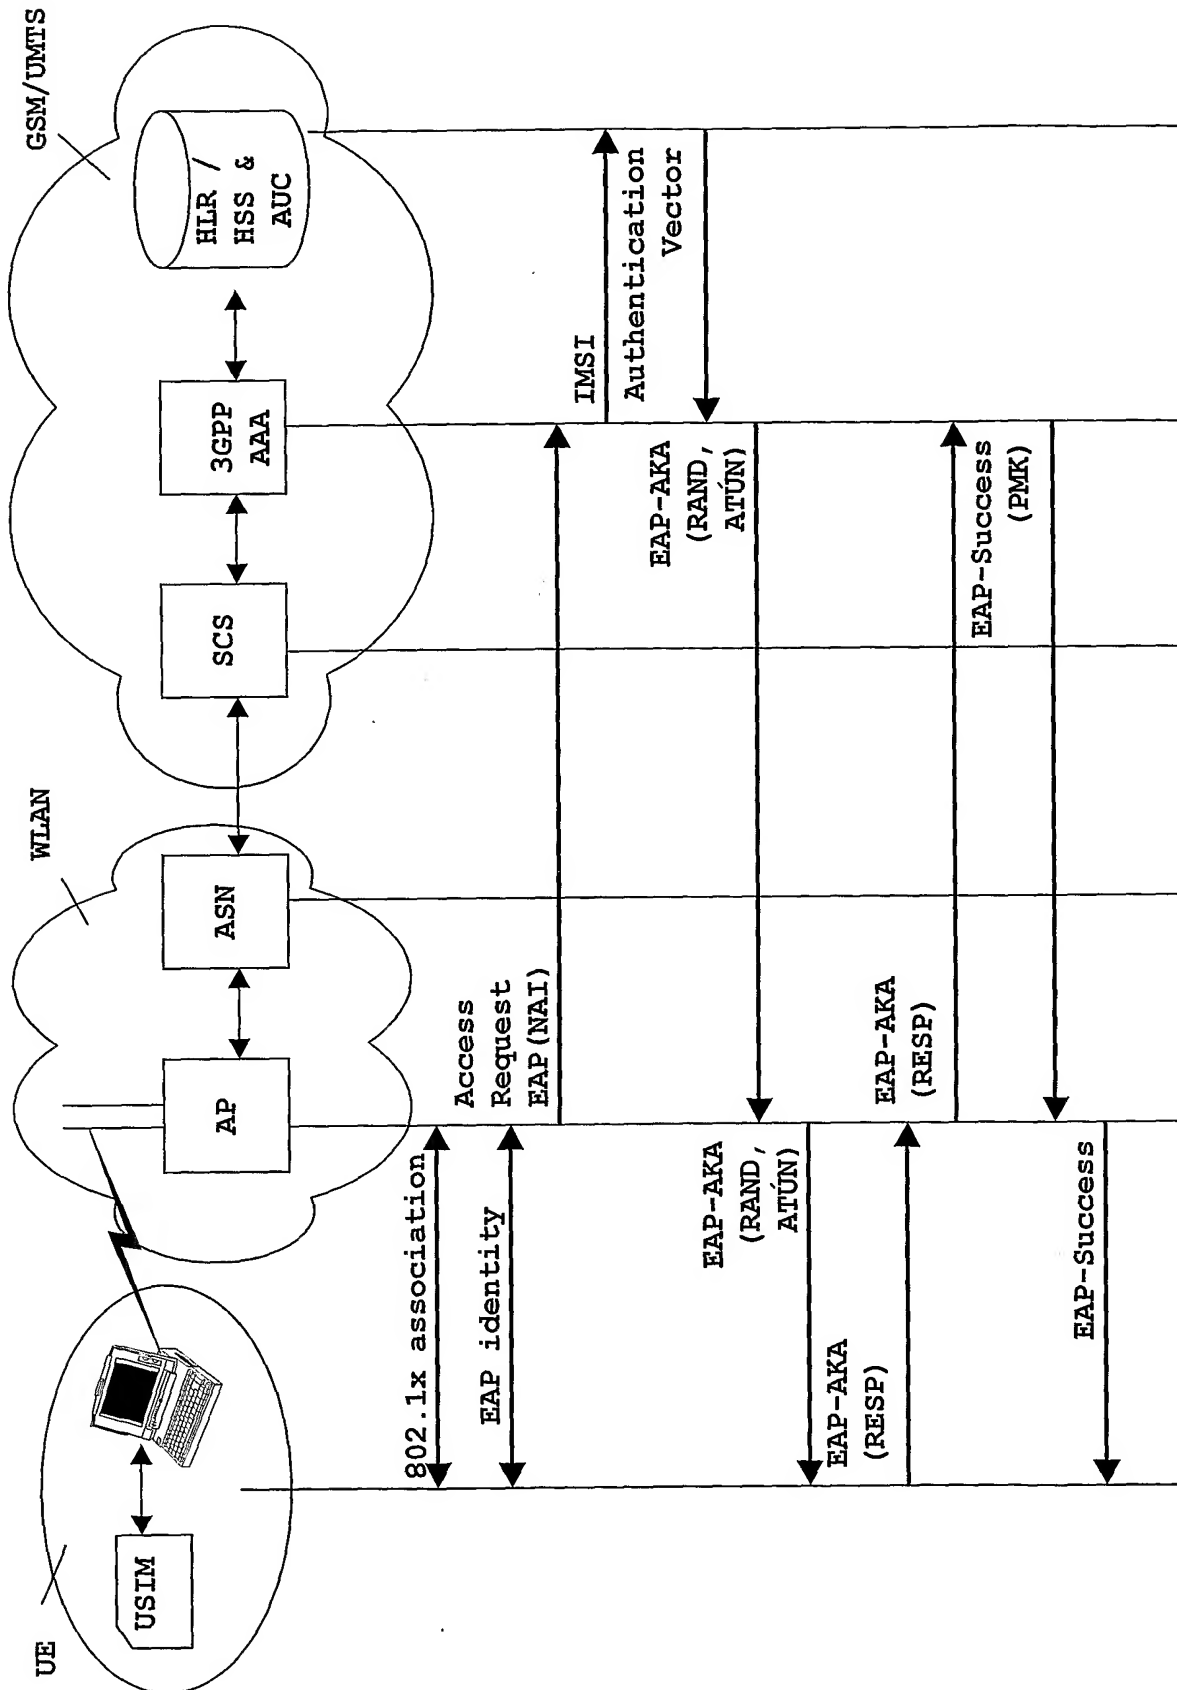 UE
WLAN
GSM/UMTS
USIM
AP
ASN
SCS
3GPP
AAA
HLR /
HSS &
AUC
802.1x association
EAP identity
Access
Request
EAP(NAI)
IMSI
Authentication
Vector
EAP-AKA
(RAND,
ATÚN)
EAP-AKA
(RAND,
ATÚN)
EAP-AKA
(RESP)
EAP-AKA
(RESP)
EAP-Success
(PMK)
EAP-Success